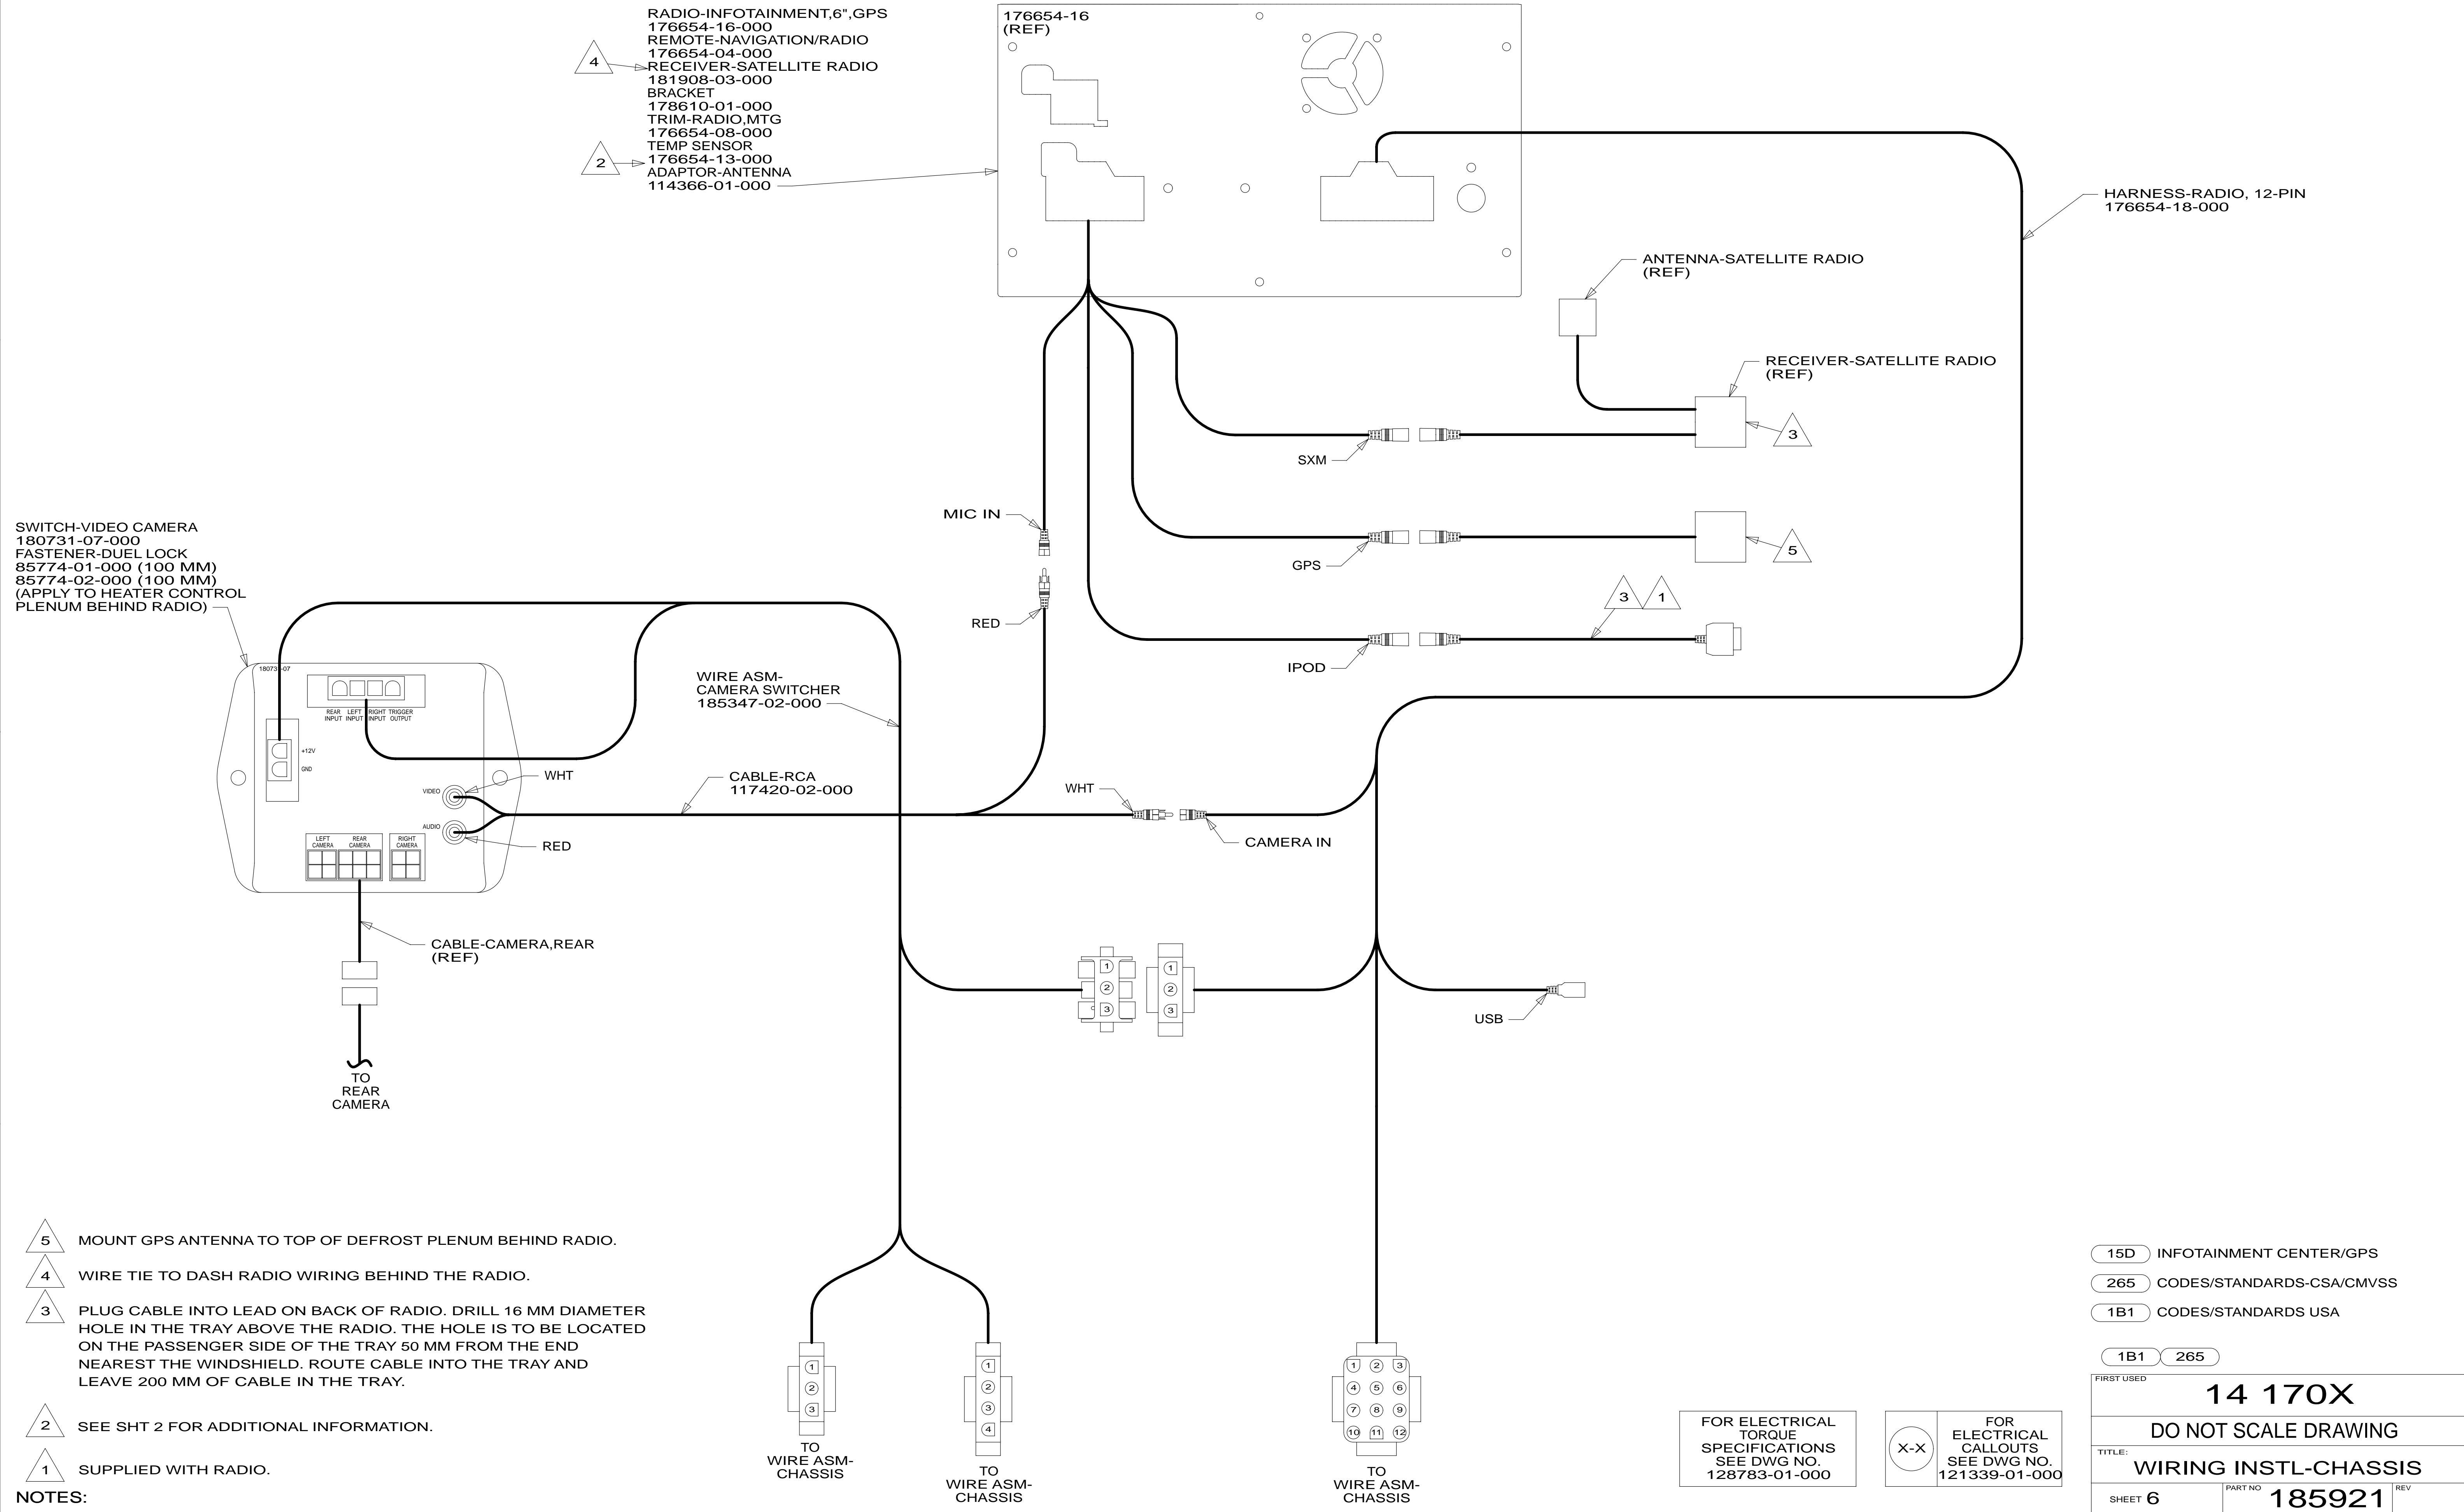 RADIO-INFOTAINMENT,6",GPS
176654-16-000
REMOTE-NAVIGATION/RADIO
176654-04-000
RECEIVER-SATELLITE RADIO
181908-03-000
BRACKET
178610-01-000
TRIM-RADIO,MTG
176654-08-000
TEMP SENSOR
176654-13-000
ADAPTOR-ANTENNA
114366-01-000
4
2
176654-16
(REF)
HARNESS-RADIO, 12-PIN
176654-18-000
ANTENNA-SATELLITE RADIO
(REF)
RECEIVER-SATELLITE RADIO
(REF)
3
SXM
MIC IN
GPS
5
3
1
RED
IPOD
SWITCH-VIDEO CAMERA
180731-07-000
FASTENER-DUEL LOCK
85774-01-000 (100 MM)
85774-02-000 (100 MM)
(APPLY TO HEATER CONTROL
PLENUM BEHIND RADIO)
180731-07
REAR INPUT
LEFT INPUT
RIGHT INPUT
TRIGGER OUTPUT
+12V
GND
VIDEO
AUDIO
LEFT CAMERA
REAR CAMERA
RIGHT CAMERA
WHT
RED
WIRE ASM-
CAMERA SWITCHER
185347-02-000
CABLE-RCA
117420-02-000
WHT
CAMERA IN
CABLE-CAMERA,REAR
(REF)
TO
REAR
CAMERA
1
2
3
1
2
3
USB
1
2
3
TO
WIRE ASM-
CHASSIS
1
2
3
4
TO
WIRE ASM-
CHASSIS
1 2 3
4 5 6
7 8 9
10 11 12
TO
WIRE ASM-
CHASSIS
5 MOUNT GPS ANTENNA TO TOP OF DEFROST PLENUM BEHIND RADIO.
4 WIRE TIE TO DASH RADIO WIRING BEHIND THE RADIO.
3 PLUG CABLE INTO LEAD ON BACK OF RADIO. DRILL 16 MM DIAMETER
HOLE IN THE TRAY ABOVE THE RADIO. THE HOLE IS TO BE LOCATED
ON THE PASSENGER SIDE OF THE TRAY 50 MM FROM THE END
NEAREST THE WINDSHIELD. ROUTE CABLE INTO THE TRAY AND
LEAVE 200 MM OF CABLE IN THE TRAY.
2 SEE SHT 2 FOR ADDITIONAL INFORMATION.
1 SUPPLIED WITH RADIO.
NOTES:
FOR ELECTRICAL
TORQUE
SPECIFICATIONS
SEE DWG NO.
128783-01-000
X-X
FOR
ELECTRICAL
CALLOUTS
SEE DWG NO.
121339-01-000
15D INFOTAINMENT CENTER/GPS
265 CODES/STANDARDS-CSA/CMVSS
1B1 CODES/STANDARDS USA
1B1 265
FIRST USED
14 170X
DO NOT SCALE DRAWING
TITLE:
WIRING INSTL-CHASSIS
SHEET 6
PART NO 185921
REV